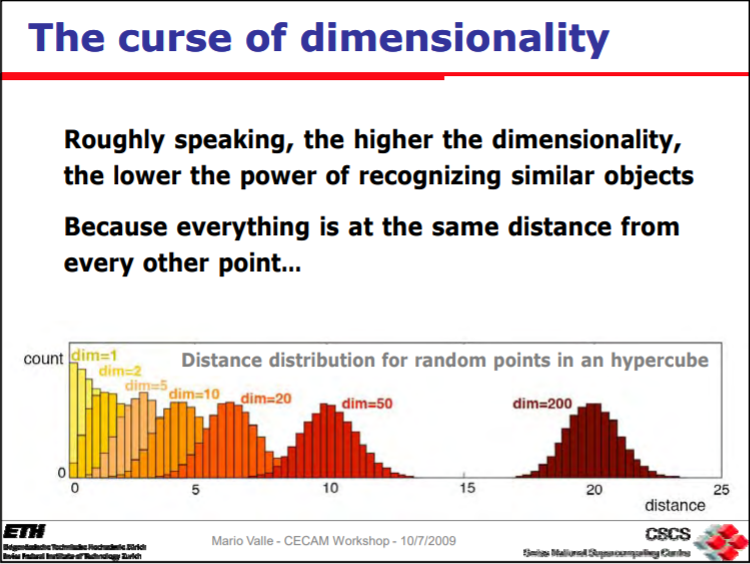 The curse of dimensionality
Roughly speaking, the higher the dimensionality,
the lower the power of recognizing similar objects
Because everything is at the same distance from
every other point...
Distance distribution for random points in an hypercube
count
dim=1
dim=2
dim=5
dim=10
dim=20
dim=50
dim=200
0
0 5 10 15 20 25
distance
ETH
Eidgenössische Technische Hochschule Zürich
Swiss Federal Institute of Technology Zurich
Mario Valle - CECAM Workshop - 10/7/2009
CSCS
Swiss National Supercomputing Centre